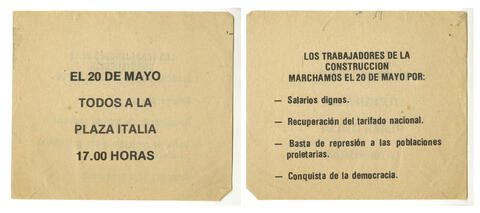 EL 20 DE MAYO
TODOS A LA
PLAZA ITALIA
17.00 HORAS
LOS TRABAJADORES DE LA
CONSTRUCCION
MARCHAMOS EL 20 DE MAYO POR:
— Salarios dignos.
— Recuperación del tarifado nacional.
— Basta de represión a las poblaciones
proletarias.
— Conquista de la democracia.